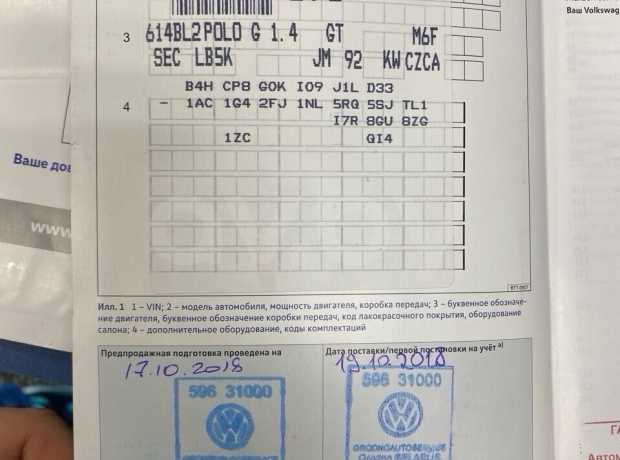 Ваш Volkswag
3 614BL2POLO G 1.4 GT M6F
SEC LB5K JM 92 KW CZCA
B4H CP8 G0K I09 J1L D33
4 – 1AC 1G4 2FJ 1NL 5RQ 5SJ TL1
I7R 8GU 8ZG
1ZC QI4
Ваше дов
www
Илл. 1 1 – VIN; 2 – модель автомобиля, мощность двигателя, коробка передач; 3 – буквенное обозначе-
ние двигателя, буквенное обозначение коробки передач, код лакокрасочного покрытия, оборудование
салона; 4 – дополнительное оборудование, коды комплектаций
Предпродажная подготовка проведена на
Дата поставки/первой постановки на учёт a)
17.10.2018
19.10.2018
596 31000
596 31000